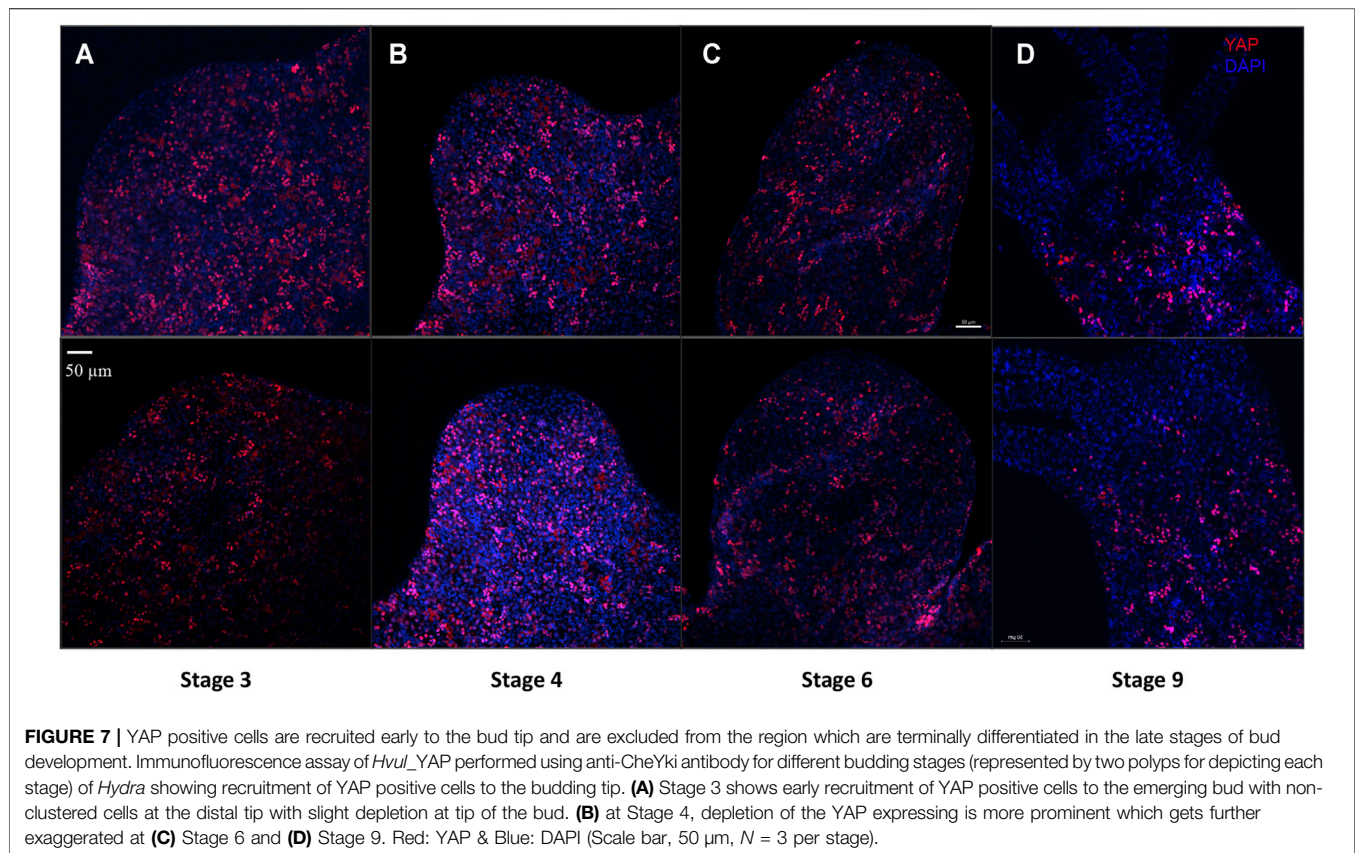 A
B
C
D
YAP
DAPI
50 µm
50 µm
50 µm
Stage 3
Stage 4
Stage 6
Stage 9
FIGURE 7 | YAP positive cells are recruited early to the bud tip and are excluded from the region which are terminally differentiated in the late stages of bud
development. Immunofluorescence assay of Hvul_YAP performed using anti-CheYki antibody for different budding stages (represented by two polyps for depicting each
stage) of Hydra showing recruitment of YAP positive cells to the budding tip. (A) Stage 3 shows early recruitment of YAP positive cells to the emerging bud with non-
clustered cells at the distal tip with slight depletion at tip of the bud. (B) at Stage 4, depletion of the YAP expressing is more prominent which gets further
exaggerated at (C) Stage 6 and (D) Stage 9. Red: YAP & Blue: DAPI (Scale bar, 50 µm, N = 3 per stage).